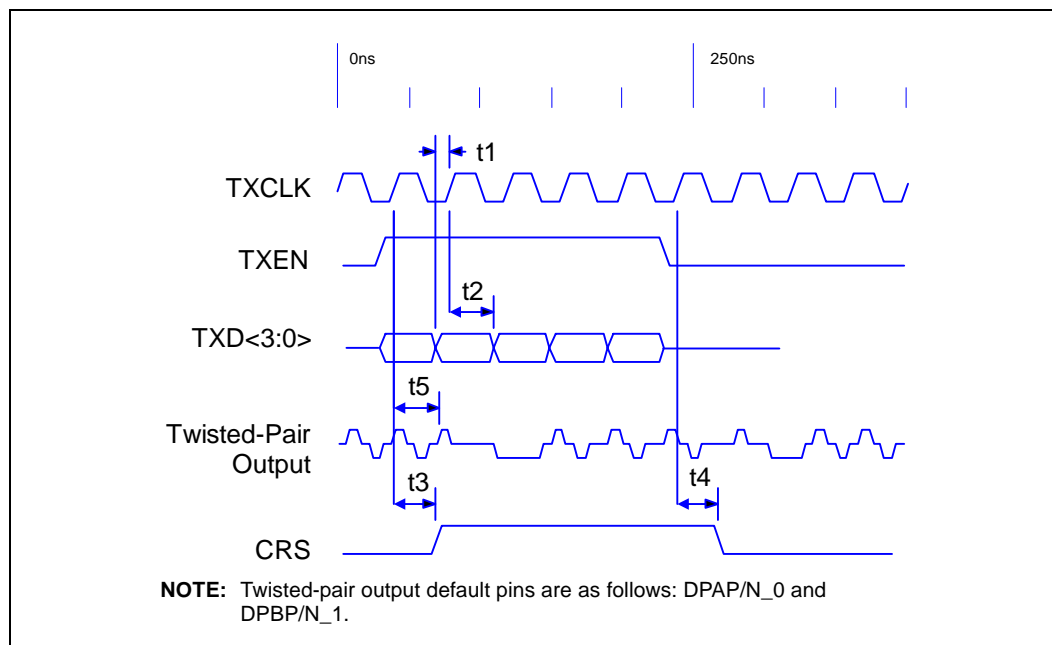 0ns
250ns
t1
TXCLK
TXEN
t2
TXD<3:0>
t5
Twisted-Pair
Output
t3
t4
CRS
NOTE: Twisted-pair output default pins are as follows: DPAP/N_0 and
DPBP/N_1.